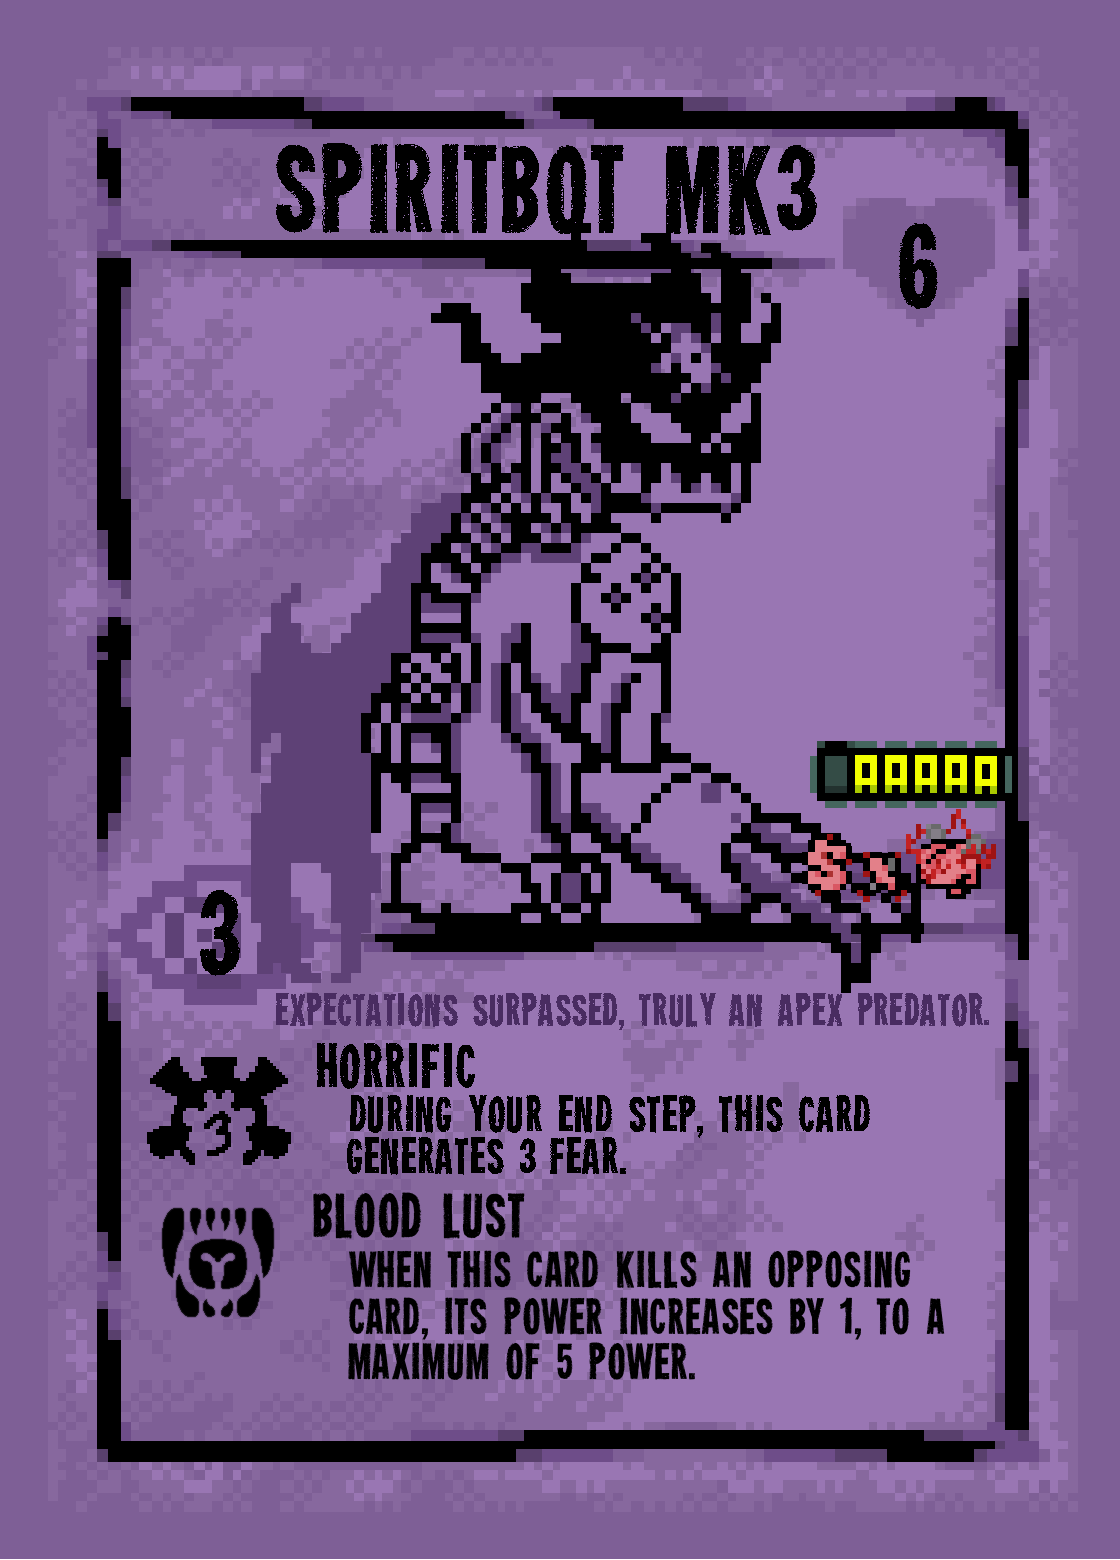 SPIRITBOT MK3
6
3
EXPECTATIONS SURPASSED, TRULY AN APEX PREDATOR.
HORRIFIC
3
DURING YOUR END STEP, THIS CARD
GENERATES 3 FEAR.
BLOOD LUST
WHEN THIS CARD KILLS AN OPPOSING
CARD, ITS POWER INCREASES BY 1, TO A
MAXIMUM OF 5 POWER.